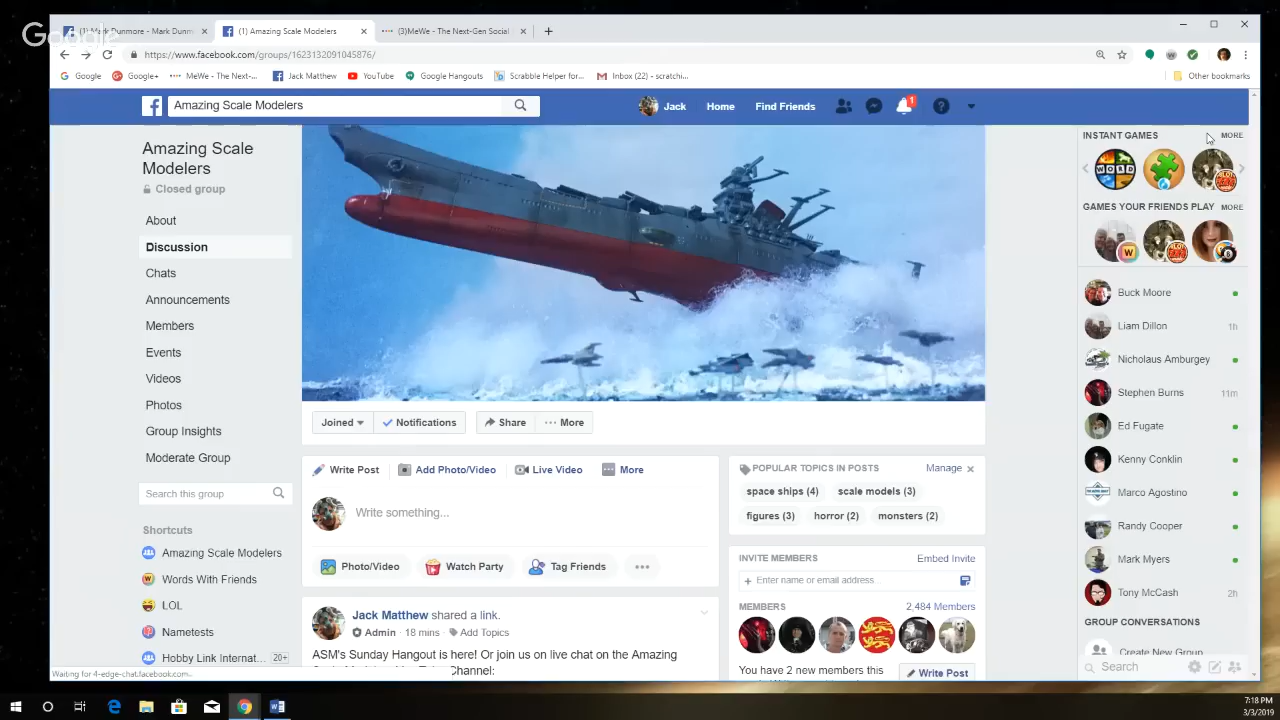 (1) Mark Dunmore - Mark Dunm
(1) Amazing Scale Modelers
(3)MeWe - The Next-Gen Social
https://www.facebook.com/groups/1623132091045876/
Google
Google+
MeWe - The Next-...
Jack Matthew
YouTube
Google Hangouts
Scrabble Helper for...
Inbox (22) - scratchi...
Other bookmarks
Amazing Scale Modelers
Jack
Home
Find Friends
1
Amazing Scale
Modelers
Closed group
About
Discussion
Chats
Announcements
Members
Events
Videos
Photos
Group Insights
Moderate Group
Search this group
Shortcuts
Amazing Scale Modelers
Words With Friends
LOL
Nametests
Hobby Link Internat... 20+
Waiting for 4-edge-chat.facebook.com...
Joined
Notifications
Share
More
Write Post
Add Photo/Video
Live Video
More
Write something...
Photo/Video
Watch Party
Tag Friends
Jack Matthew shared a link.
Admin · 18 mins · Add Topics
ASM's Sunday Hangout is here! Or join us on live chat on the Amazing
Channel:
POPULAR TOPICS IN POSTS
Manage
space ships (4)
scale models (3)
figures (3)
horror (2)
monsters (2)
INVITE MEMBERS
Embed Invite
+ Enter name or email address...
MEMBERS
2,484 Members
You have 2 new members this
Write Post
INSTANT GAMES
MORE
WORD
GAMES YOUR FRIENDS PLAY
MORE
Buck Moore
Liam Dillon 1h
Nicholaus Amburgey
Stephen Burns 11m
Ed Fugate
Kenny Conklin
Marco Agostino
Randy Cooper
Mark Myers
Tony McCash 2h
GROUP CONVERSATIONS
Create New Group
Search
7:18 PM
3/3/2019